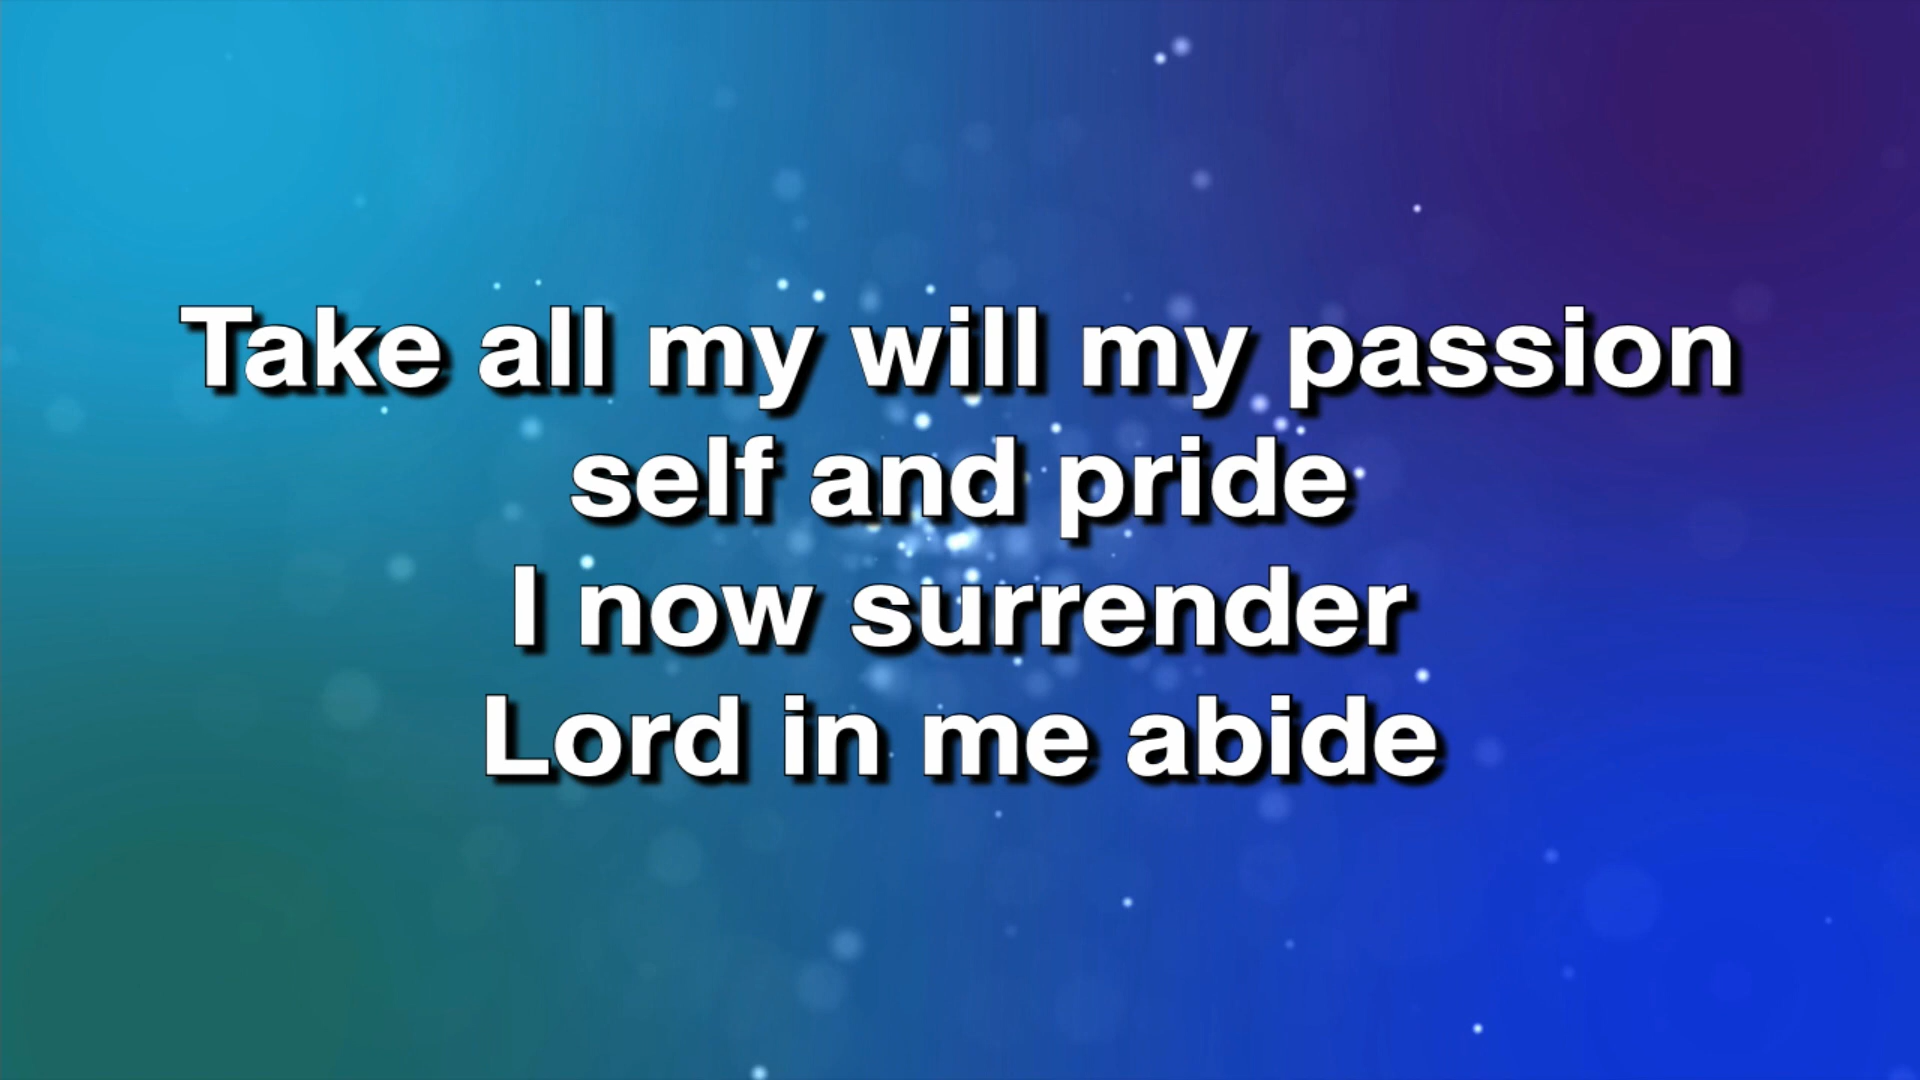 Take all my will my passion
self and pride
I now surrender
Lord in me abide